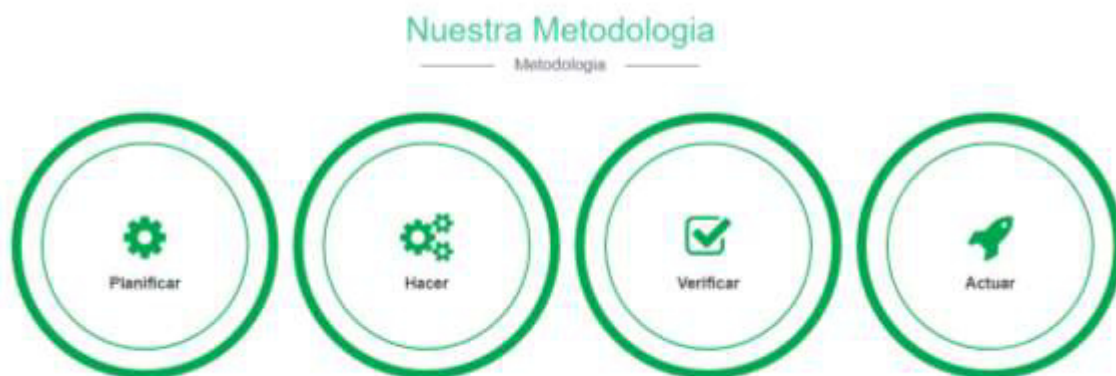 Nuestra Metodologia
Metodologia
Planificar
Hacer
Verificar
Actuar